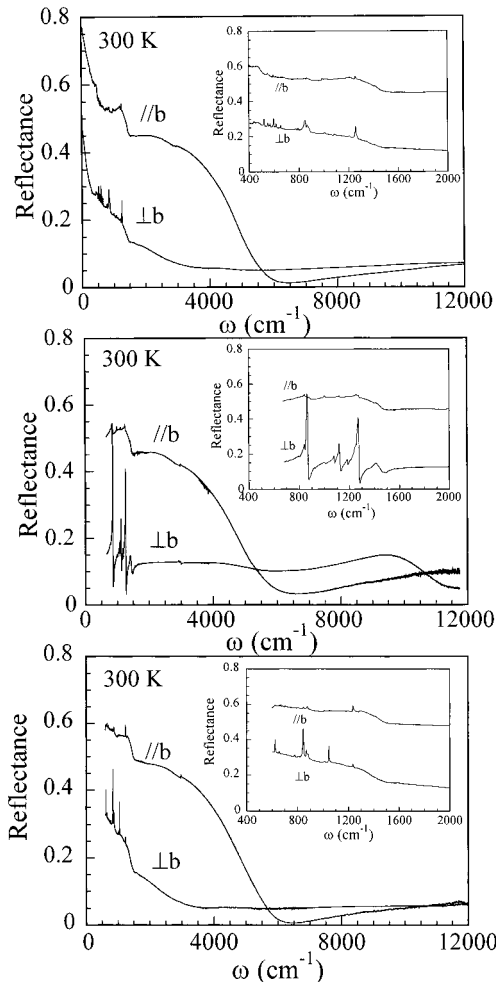 300 K
//b
⊥b
Reflectance
0.8
0.6
0.4
0.2
0
0
4000
8000
12000
ω (cm-1)
Reflectance
0.8
0.6
0.4
0.2
0
//b
⊥b
400
800
1200
1600
2000
ω (cm-1)
300 K
//b
⊥b
Reflectance
0.8
0.6
0.4
0.2
0
0
4000
8000
12000
ω (cm-1)
Reflectance
0.8
0.6
0.4
0.2
0
//b
⊥b
400
800
1200
1600
2000
ω (cm-1)
300 K
//b
⊥b
Reflectance
0.8
0.6
0.4
0.2
0
0
4000
8000
12000
ω (cm-1)
Reflectance
0.8
0.6
0.4
0.2
0
//b
⊥b
400
800
1200
1600
2000
ω (cm-1)